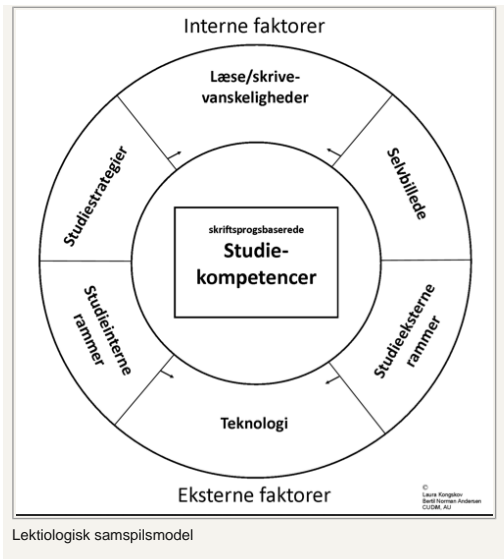 Interne faktorer
Læse/skrive-
vanskeligheder
Studiestrategier
Selvbillede
skriftsprogsbaserede
Studie-
kompetencer
Studieinterne
rammer
Studieeksterne
rammer
Teknologi
Eksterne faktorer
©
Laura Kongskov
Bertil Norman Andersen
CUDIM, AU
Lektiologisk samspilsmodel